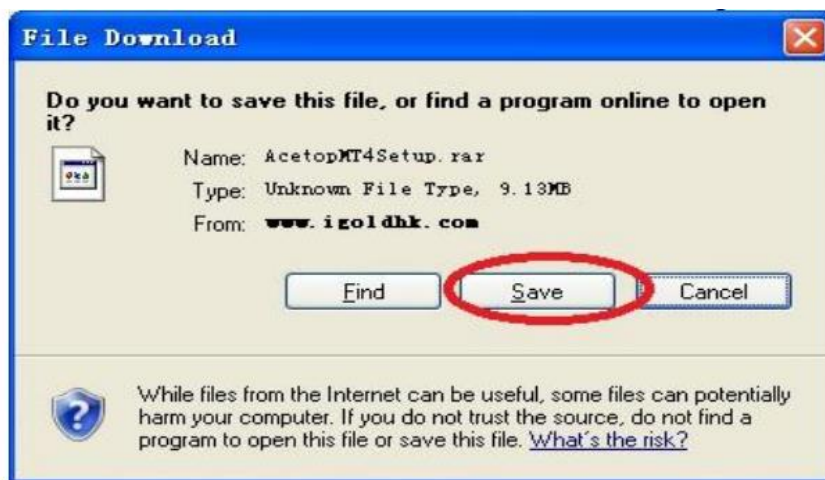 File Download
Do you want to save this file, or find a program online to open
it?
Name: AcetopMT4Setup.rar
Type: Unknown File Type, 9.13MB
From: www.igoldhk.com
Find Save Cancel
While files from the Internet can be useful, some files can potentially
harm your computer. If you do not trust the source, do not find a
program to open this file or save this file. What's the risk?